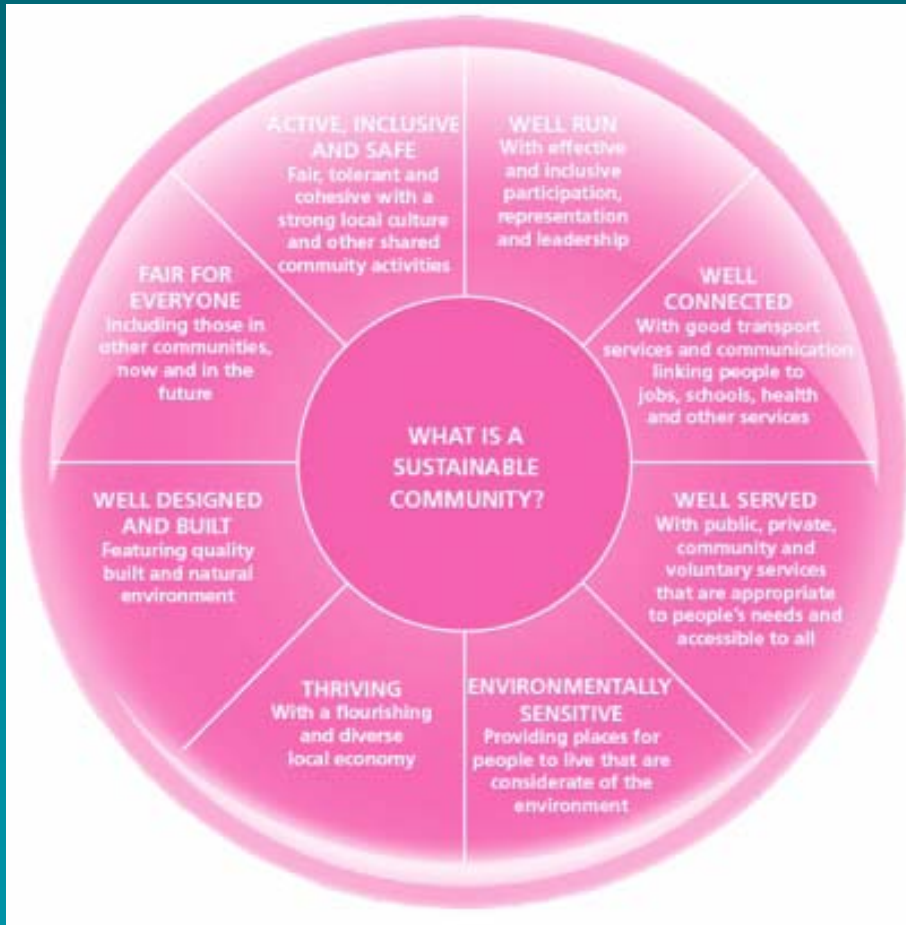 WHAT IS A
SUSTAINABLE
COMMUNITY?
ACTIVE, INCLUSIVE
AND SAFE
Fair, tolerant and
cohesive with a
strong local culture
and other shared
commuity activities
WELL RUN
With effective
and inclusive
participation,
representation
and leadership
WELL
CONNECTED
With good transport
services and communication
linking people to
jobs, schools, health
and other services
WELL SERVED
With public, private,
community and
voluntary services
that are appropriate
to people's needs and
accessible to all
ENVIRONMENTALLY
SENSITIVE
Providing places for
people to live that are
considerate of the
environment
THRIVING
With a flourishing
and diverse
local economy
WELL DESIGNED
AND BUILT
Featuring quality
built and natural
environment
FAIR FOR
EVERYONE
Including those in
other communities,
now and in the
future